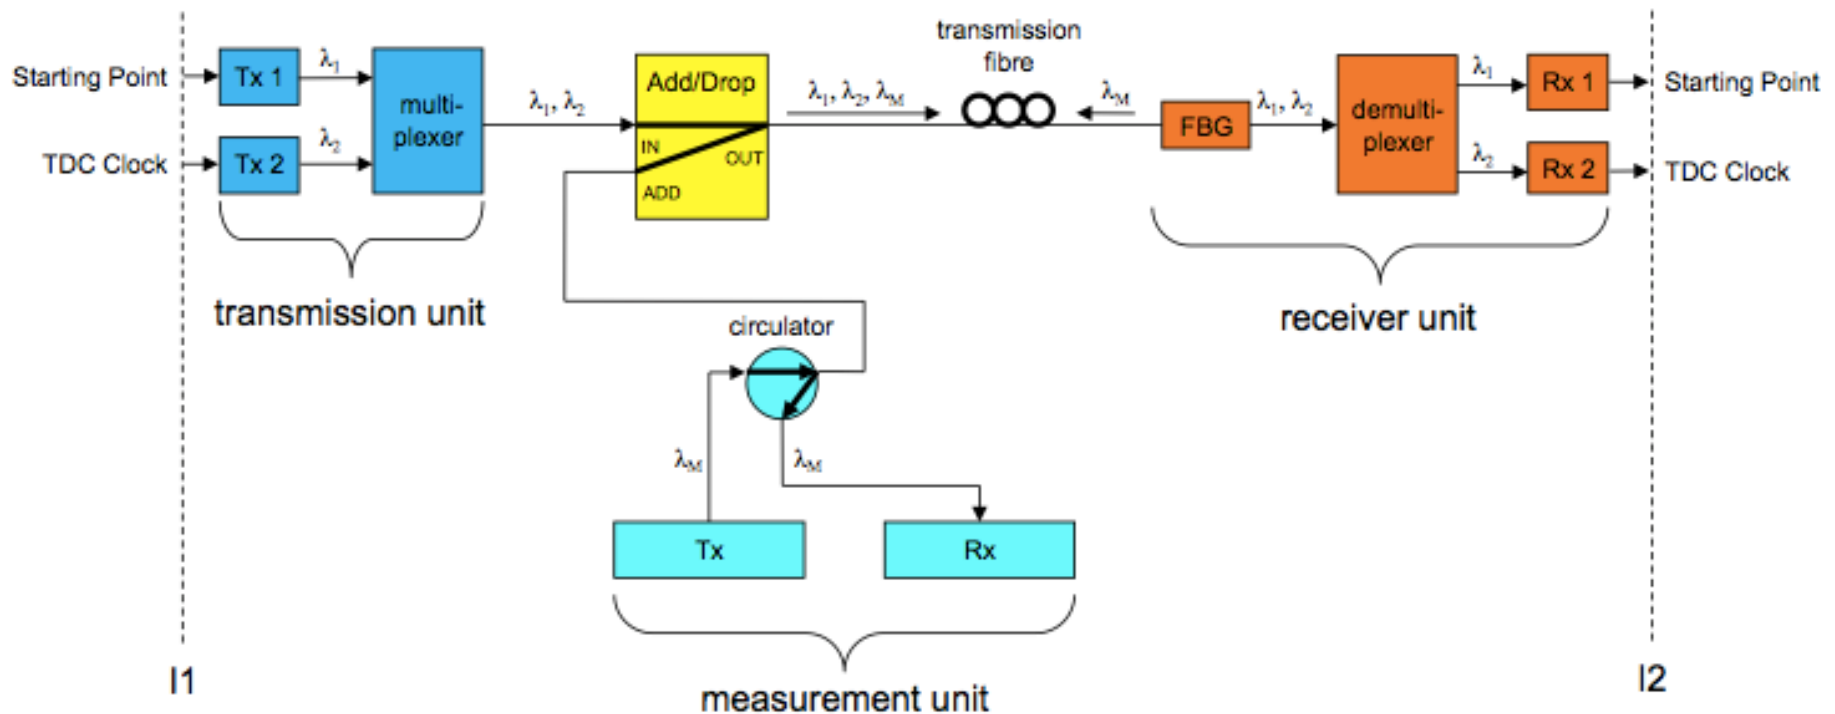 Starting Point
TDC Clock
Tx 1
Tx 2
λ1
λ2
multi-
plexer
transmission unit
λ1, λ2
Add/Drop
IN
OUT
ADD
λ1, λ2, λM
transmission
fibre
λM
FBG
λ1, λ2
demulti-
plexer
λ1
λ2
Rx 1
Rx 2
Starting Point
TDC Clock
receiver unit
circulator
λM
λM
Tx
Rx
measurement unit
I1
I2